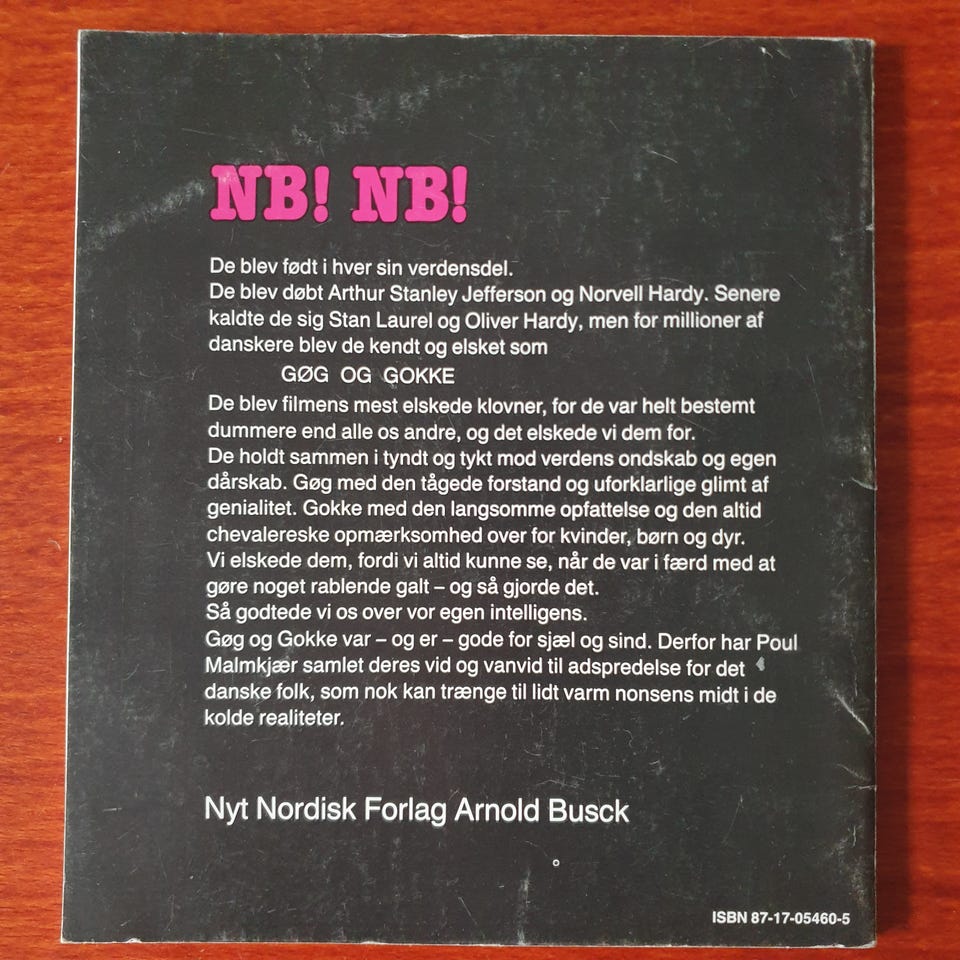 NB! NB!
De blev født i hver sin verdensdel.
De blev døbt Arthur Stanley Jefferson og Norvell Hardy. Senere
kaldte de sig Stan Laurel og Oliver Hardy, men for millioner af
danskere blev de kendt og elsket som
GØG OG GOKKE
De blev filmens mest elskede klovner, for de var helt bestemt
dummere end alle os andre, og det elskede vi dem for.
De holdt sammen i tyndt og tykt mod verdens ondskab og egen
dårskab. Gøg med den tågede forstand og uforklarlige glimt af
genialitet. Gokke med den langsomme opfattelse og den altid
chevalereske opmærksomhed over for kvinder, børn og dyr.
Vi elskede dem, fordi vi altid kunne se, når de var i færd med at
gøre noget rablende galt – og så gjorde det.
Så godtede vi os over vor egen intelligens.
Gøg og Gokke var – og er – gode for sjæl og sind. Derfor har Poul
Malmkjær samlet deres vid og vanvid til adspredelse for det
danske folk, som nok kan trænge til lidt varm nonsens midt i de
kolde realiteter.
Nyt Nordisk Forlag Arnold Busck
ISBN 87-17-05460-5